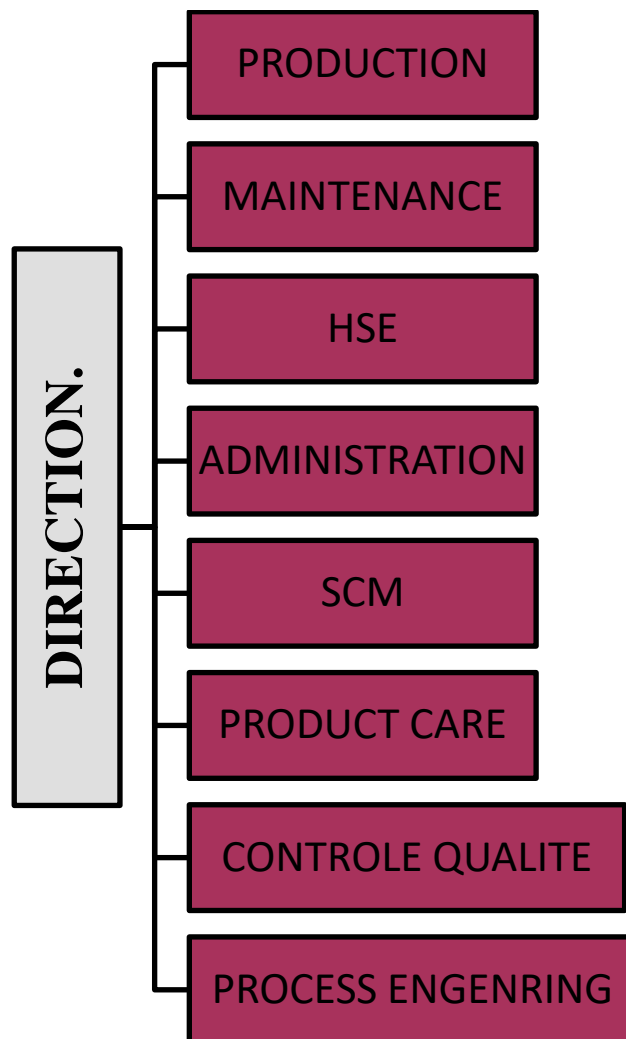 PRODUCTION
MAINTENANCE
HSE
DIRECTION.
ADMINISTRATION
SCM
PRODUCT CARE
CONTROLE QUALITE
PROCESS ENGENRING